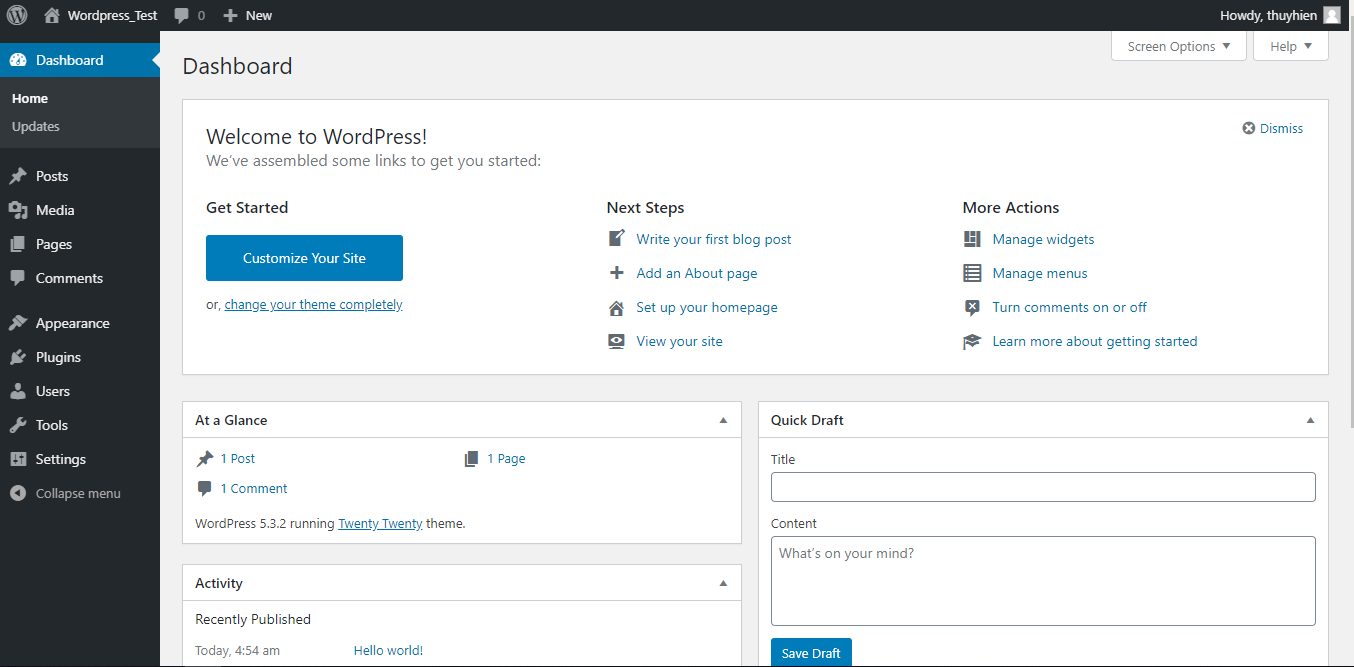 Wordpress_Test 0 New Howdy, thuyhien
Dashboard
Home
Updates
Posts
Media
Pages
Comments
Appearance
Plugins
Users
Tools
Settings
Collapse menu
Screen Options Help
Dashboard
Welcome to WordPress!
Dismiss
We've assembled some links to get you started:
Get Started
Customize Your Site
or, change your theme completely
Next Steps
Write your first blog post
Add an About page
Set up your homepage
View your site
More Actions
Manage widgets
Manage menus
Turn comments on or off
Learn more about getting started
At a Glance
1 Post 1 Page
1 Comment
WordPress 5.3.2 running Twenty Twenty theme.
Activity
Recently Published
Today, 4:54 am Hello world!
Quick Draft
Title
Content
What's on your mind?
Save Draft